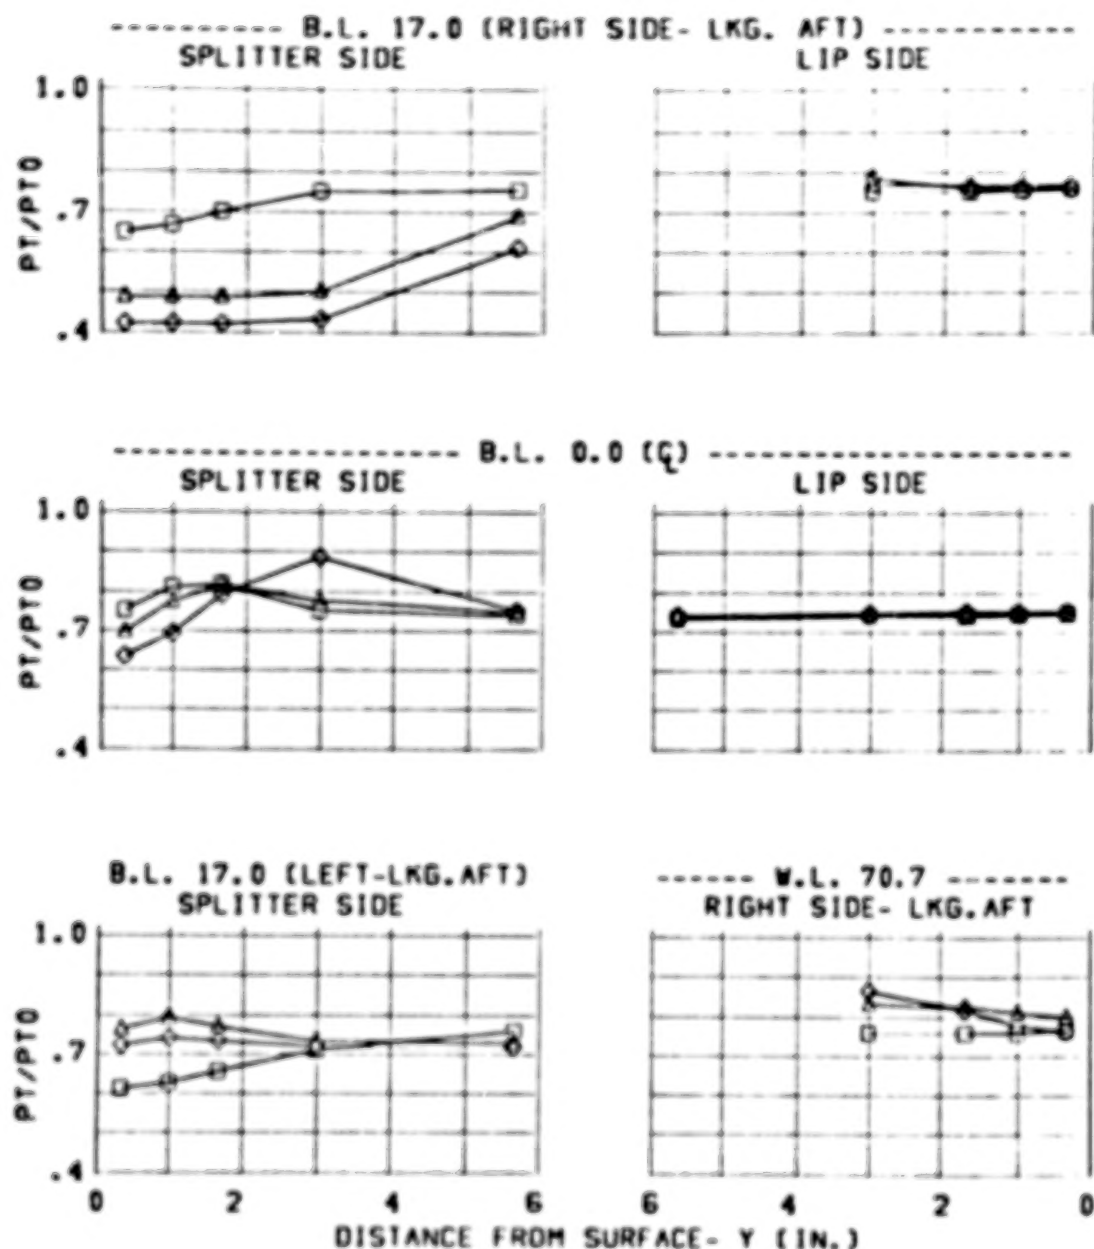 B.L. 17.0 (RIGHT SIDE- LKG. AFT)
SPLITTER SIDE
LIP SIDE
1.0
.7
.4
PT/PTO
B.L. 0.0 (℄)
SPLITTER SIDE
LIP SIDE
1.0
.7
.4
PT/PTO
B.L. 17.0 (LEFT-LKG.AFT)
SPLITTER SIDE
W.L. 70.7
RIGHT SIDE- LKG.AFT
1.0
.7
.4
PT/PTO
0 2 4 6
6 4 2 0
DISTANCE FROM SURFACE- Y (IN.)